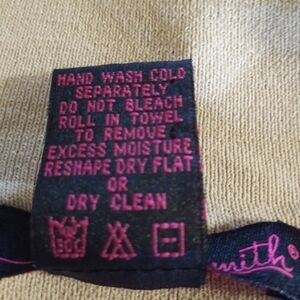 HAND WASH COLD
SEPARATELY
DO NOT BLEACH
ROLL IN TOWEL
TO REMOVE
EXCESS MOISTURE
RESHAPE DRY FLAT
OR
DRY CLEAN
30C
mith®